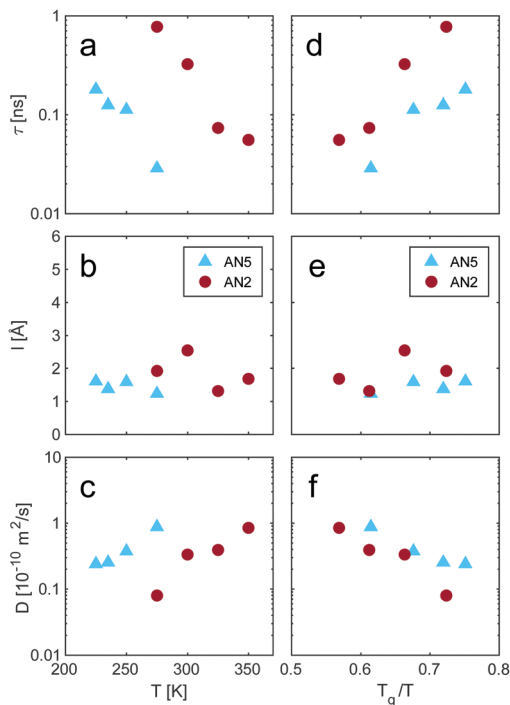 a
d
1
0.1
0.01
τ [ns]
b
e
AN5
AN2
AN5
AN2
6
5
4
3
2
1
0
l [Å]
c
f
10
1
0.1
0.01
D [10⁻¹⁰ m²/s]
200 250 300 350
0.5 0.6 0.7 0.8
T [K]
T_g/T